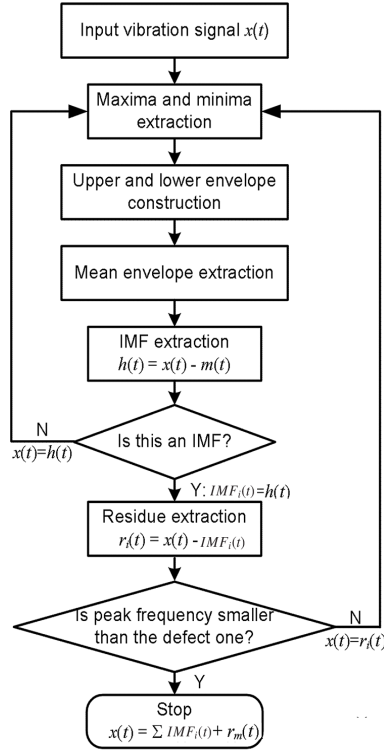 Input vibration signal x(t)
Maxima and minima
extraction
Upper and lower envelope
construction
Mean envelope extraction
IMF extraction
h(t) = x(t) - m(t)
Is this an IMF?
N
x(t)=h(t)
Y: IMFi(t)=h(t)
Residue extraction
ri(t) = x(t) - IMFi(t)
Is peak frequency smaller
than the defect one?
N
x(t)=ri(t)
Y
Stop
x(t) = ∑ IMFi(t)+ rm(t)